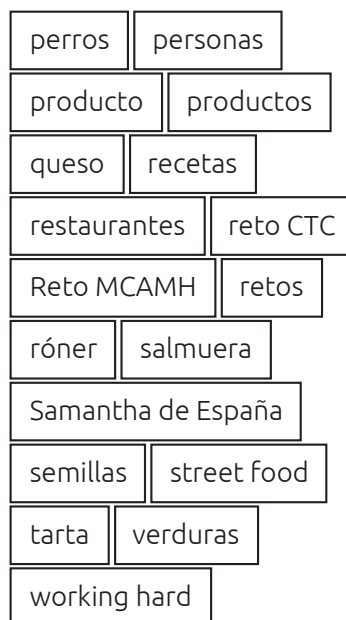 perros personas
producto productos
queso recetas
restaurantes reto CTC
Reto MCAMH retos
róner salmuera
Samantha de España
semillas street food
tarta verduras
working hard